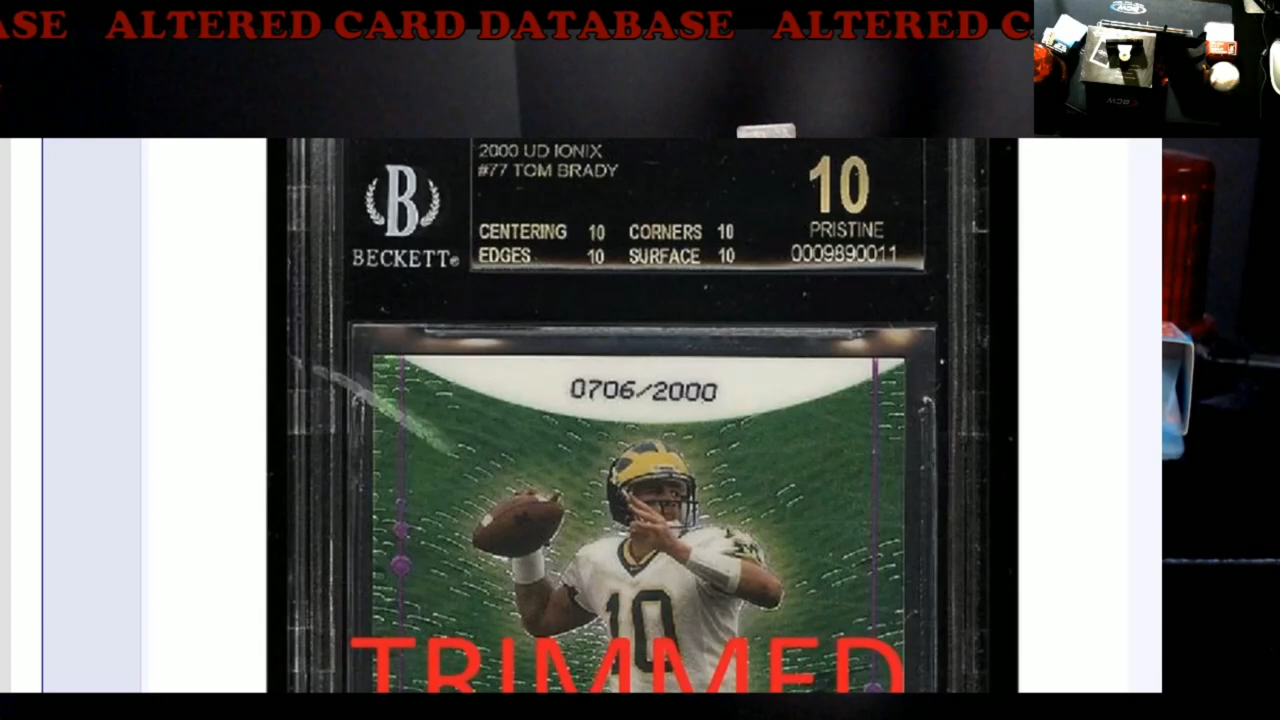 ASE ALTERED CARD DATABASE ALTERED C
2000 UD IONIX
#77 TOM BRADY
10
PRISTINE
0009890011
CENTERING 10 CORNERS 10
EDGES 10 SURFACE 10
B
BECKETT
0706/2000
10
TRIMMED